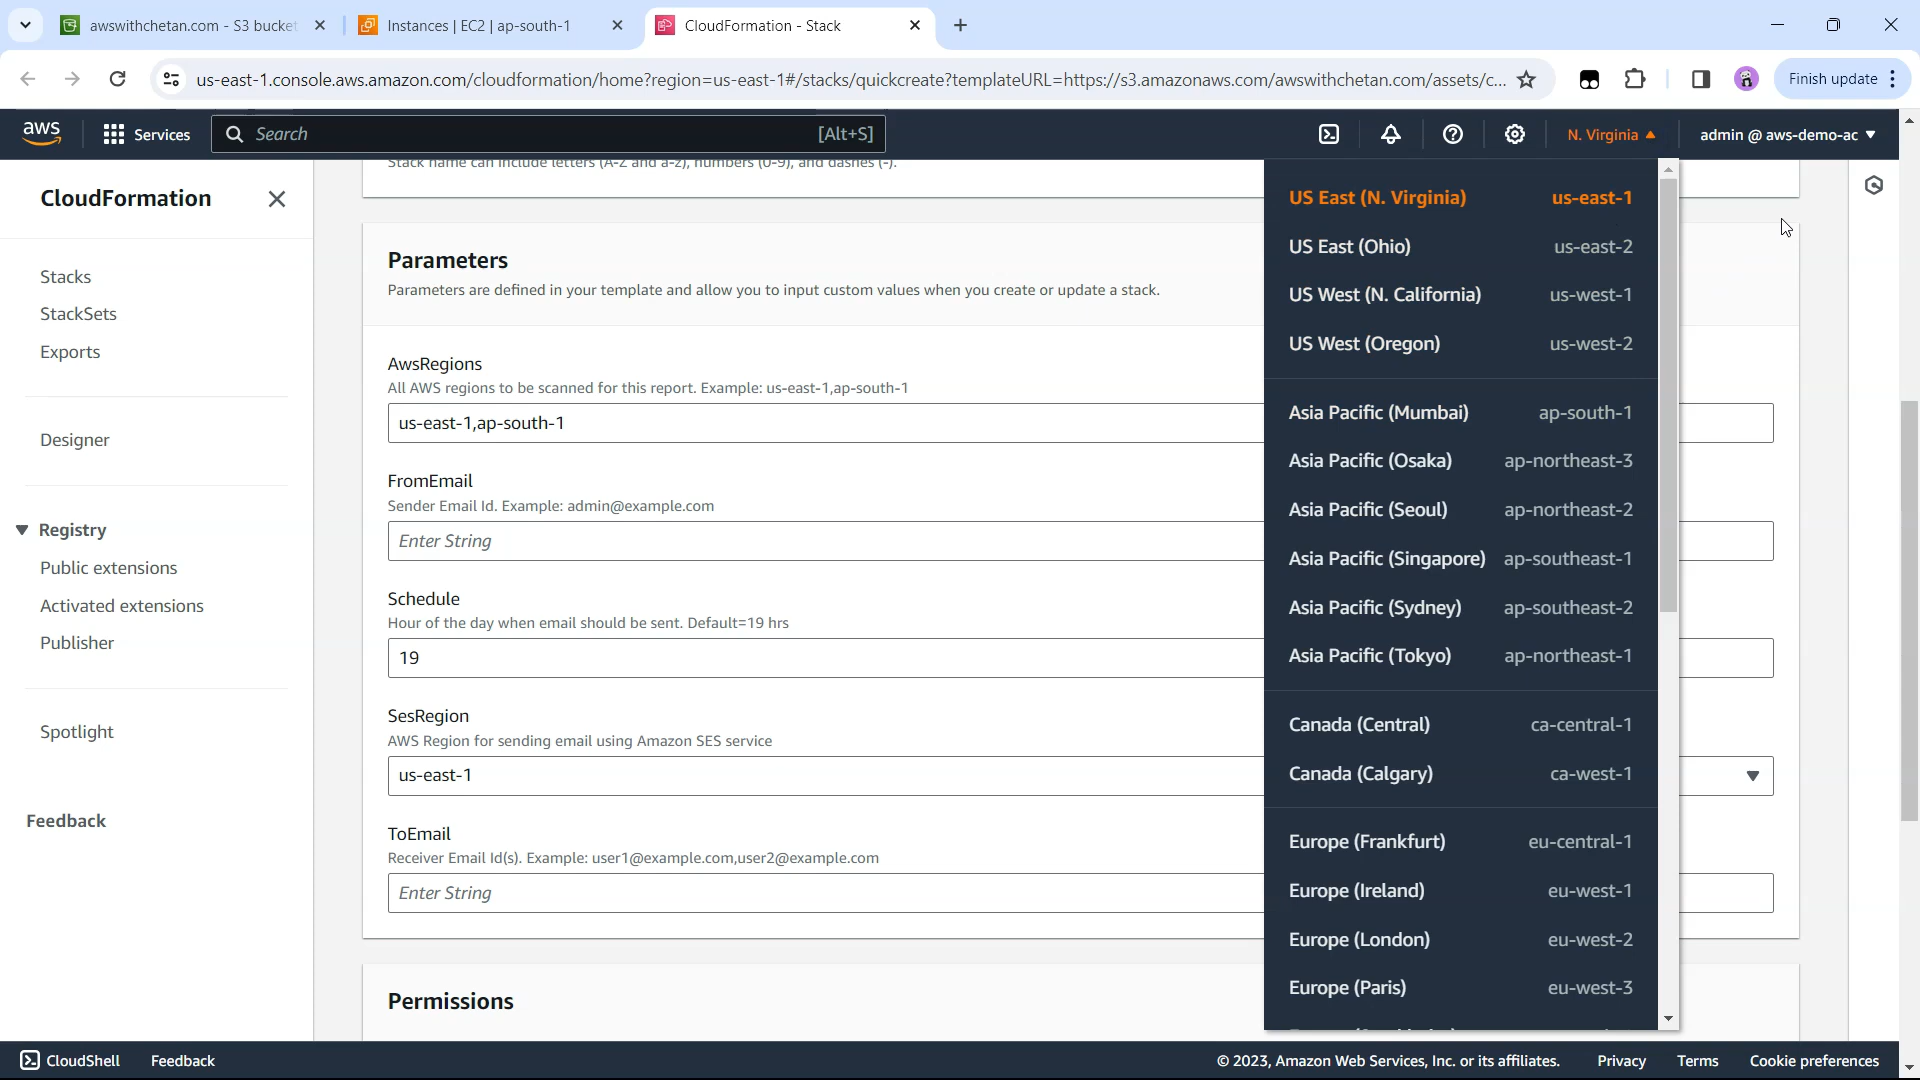 awswithchetan.com - S3 bucket
Instances | EC2 | ap-south-1
CloudFormation - Stack
us-east-1.console.aws.amazon.com/cloudformation/home?region=us-east-1#/stacks/quickcreate?templateURL=https://s3.amazonaws.com/awswithchetan.com/assets/c...
Finish update
aws
Services
Search
[Alt+S]
N. Virginia
admin @ aws-demo-ac
CloudFormation
Stacks
StackSets
Exports
Designer
Registry
Public extensions
Activated extensions
Publisher
Spotlight
Feedback
Stack name can include letters (A-Z and a-z), numbers (0-9), and dashes (-).
Parameters
Parameters are defined in your template and allow you to input custom values when you create or update a stack.
AwsRegions
All AWS regions to be scanned for this report. Example: us-east-1,ap-south-1
us-east-1,ap-south-1
FromEmail
Sender Email Id. Example: admin@example.com
Enter String
Schedule
Hour of the day when email should be sent. Default=19 hrs
19
SesRegion
AWS Region for sending email using Amazon SES service
us-east-1
ToEmail
Receiver Email Id(s). Example: user1@example.com,user2@example.com
Enter String
Permissions
US East (N. Virginia) us-east-1
US East (Ohio) us-east-2
US West (N. California) us-west-1
US West (Oregon) us-west-2
Asia Pacific (Mumbai) ap-south-1
Asia Pacific (Osaka) ap-northeast-3
Asia Pacific (Seoul) ap-northeast-2
Asia Pacific (Singapore) ap-southeast-1
Asia Pacific (Sydney) ap-southeast-2
Asia Pacific (Tokyo) ap-northeast-1
Canada (Central) ca-central-1
Canada (Calgary) ca-west-1
Europe (Frankfurt) eu-central-1
Europe (Ireland) eu-west-1
Europe (London) eu-west-2
Europe (Paris) eu-west-3
CloudShell
Feedback
© 2023, Amazon Web Services, Inc. or its affiliates.
Privacy
Terms
Cookie preferences